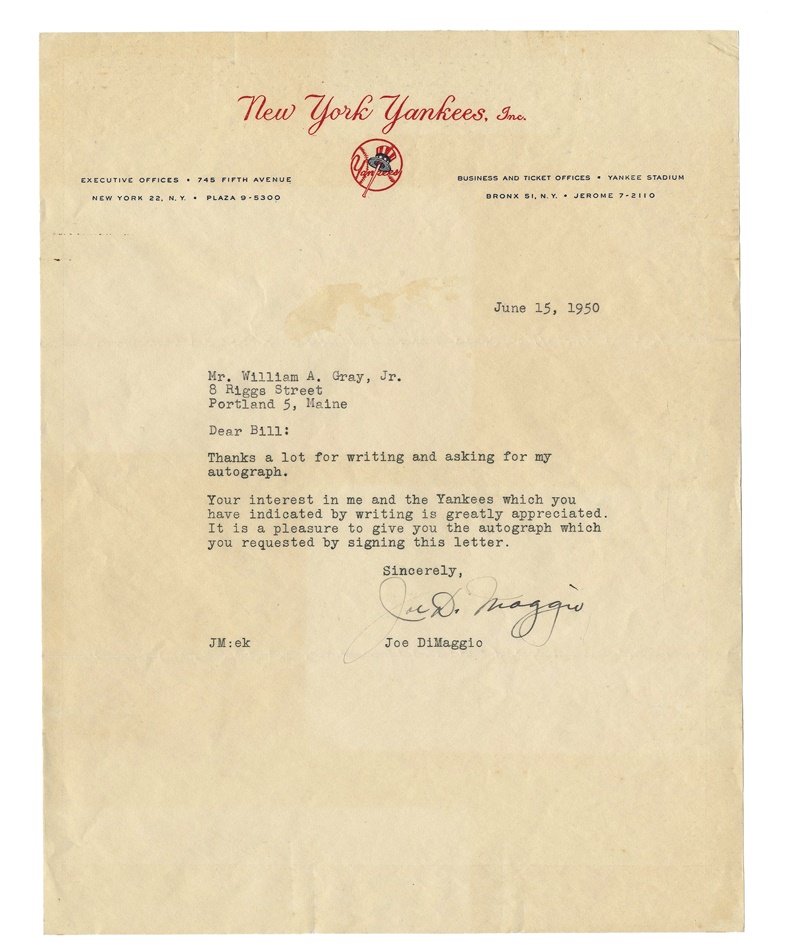 New York Yankees, Inc.
Yankees
EXECUTIVE OFFICES • 745 FIFTH AVENUE
NEW YORK 22, N.Y. • PLAZA 9-5300
BUSINESS AND TICKET OFFICES • YANKEE STADIUM
BRONX 51, N.Y. • JEROME 7-2110
June 15, 1950
Mr. William A. Gray, Jr.
8 Riggs Street
Portland 5, Maine
Dear Bill:
Thanks a lot for writing and asking for my
autograph.
Your interest in me and the Yankees which you
have indicated by writing is greatly appreciated.
It is a pleasure to give you the autograph which
you requested by signing this letter.
Sincerely,
Joe DiMaggio
JM:ek
Joe DiMaggio